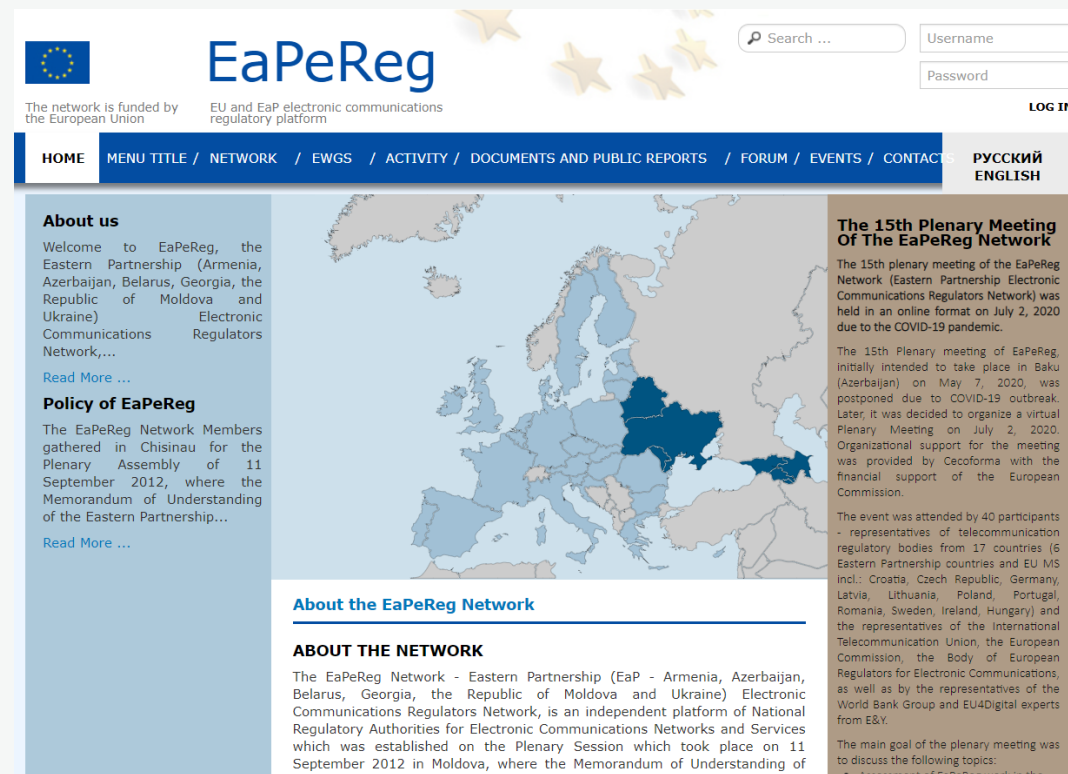 EaPeReg
The network is funded by
the European Union
EU and EaP electronic communications
regulatory platform
Search ...
Username
Password
LOG IN
HOME MENU TITLE / NETWORK / EWGS / ACTIVITY / DOCUMENTS AND PUBLIC REPORTS / FORUM / EVENTS / CONTACTS
РУССКИЙ
ENGLISH
About us
Welcome to EaPeReg, the
Eastern Partnership (Armenia,
Azerbaijan, Belarus, Georgia, the
Republic of Moldova and
Ukraine) Electronic
Communications Regulators
Network,...
Read More ...
Policy of EaPeReg
The EaPeReg Network Members
gathered in Chisinau for the
Plenary Assembly of 11
September 2012, where the
Memorandum of Understanding
of the Eastern Partnership...
Read More ...
About the EaPeReg Network
ABOUT THE NETWORK
The EaPeReg Network - Eastern Partnership (EaP - Armenia, Azerbaijan,
Belarus, Georgia, the Republic of Moldova and Ukraine) Electronic
Communications Regulators Network, is an independent platform of National
Regulatory Authorities for Electronic Communications Networks and Services
which was established on the Plenary Session which took place on 11
September 2012 in Moldova, where the Memorandum of Understanding of
The 15th Plenary Meeting
Of The EaPeReg Network
The 15th plenary meeting of the EaPeReg
Network (Eastern Partnership Electronic
Communications Regulators Network) was
held in an online format on July 2, 2020
due to the COVID-19 pandemic.
The 15th Plenary meeting of EaPeReg,
initially intended to take place in Baku
(Azerbaijan) on May 7, 2020, was
postponed due to COVID-19 outbreak.
Later, it was decided to organize a virtual
Plenary Meeting on July 2, 2020.
Organizational support for the meeting
was provided by Cecoforma with the
financial support of the European
Commission.
The event was attended by 40 participants
- representatives of telecommunication
regulatory bodies from 17 countries (6
Eastern Partnership countries and EU MS
incl.: Croatia, Czech Republic, Germany,
Latvia, Lithuania, Poland, Portugal,
Romania, Sweden, Ireland, Hungary) and
the representatives of the International
Telecommunication Union, the European
Commission, the Body of European
Regulators for Electronic Communications,
as well as by the representatives of the
World Bank Group and EU4Digital experts
from E&Y.
The main goal of the plenary meeting was
to discuss the following topics: